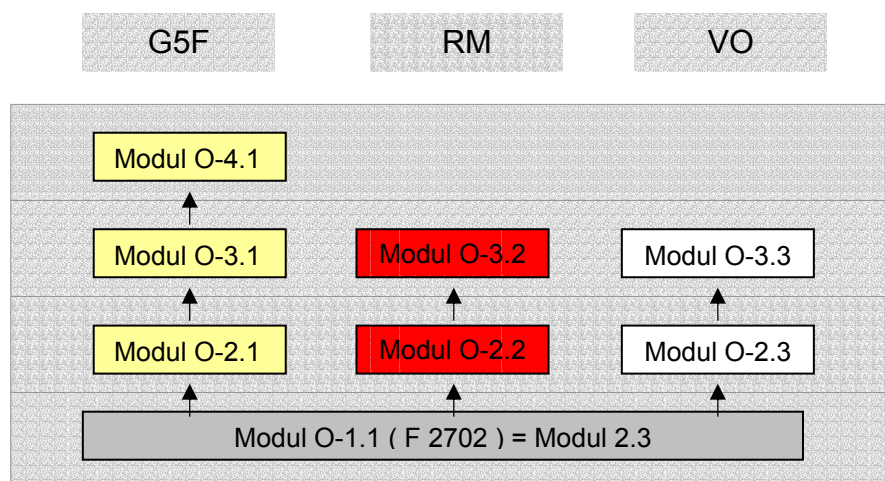 G5F RM VO
Modul O-4.1
Modul O-3.1 Modul O-3.2 Modul O-3.3
Modul O-2.1 Modul O-2.2 Modul O-2.3
Modul O-1.1 ( F 2702 ) = Modul 2.3